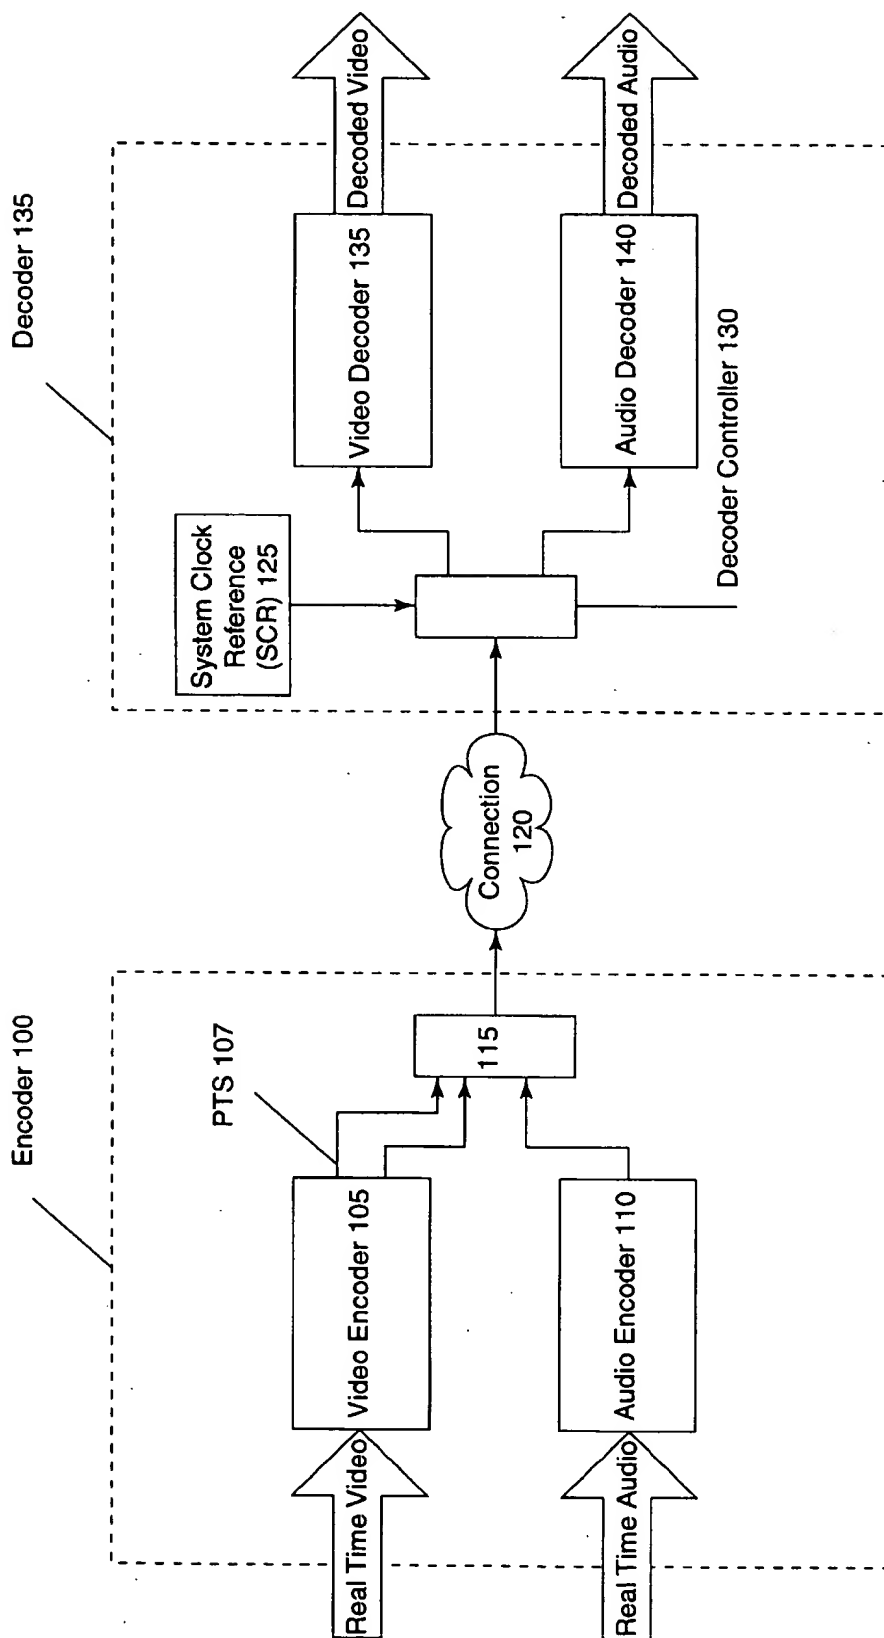 Encoder 100
PTS 107
Real Time Video
Video Encoder 105
Real Time Audio
Audio Encoder 110
115
Connection
120
Decoder 135
System Clock
Reference
(SCR) 125
Video Decoder 135
Decoded Video
Audio Decoder 140
Decoded Audio
Decoder Controller 130